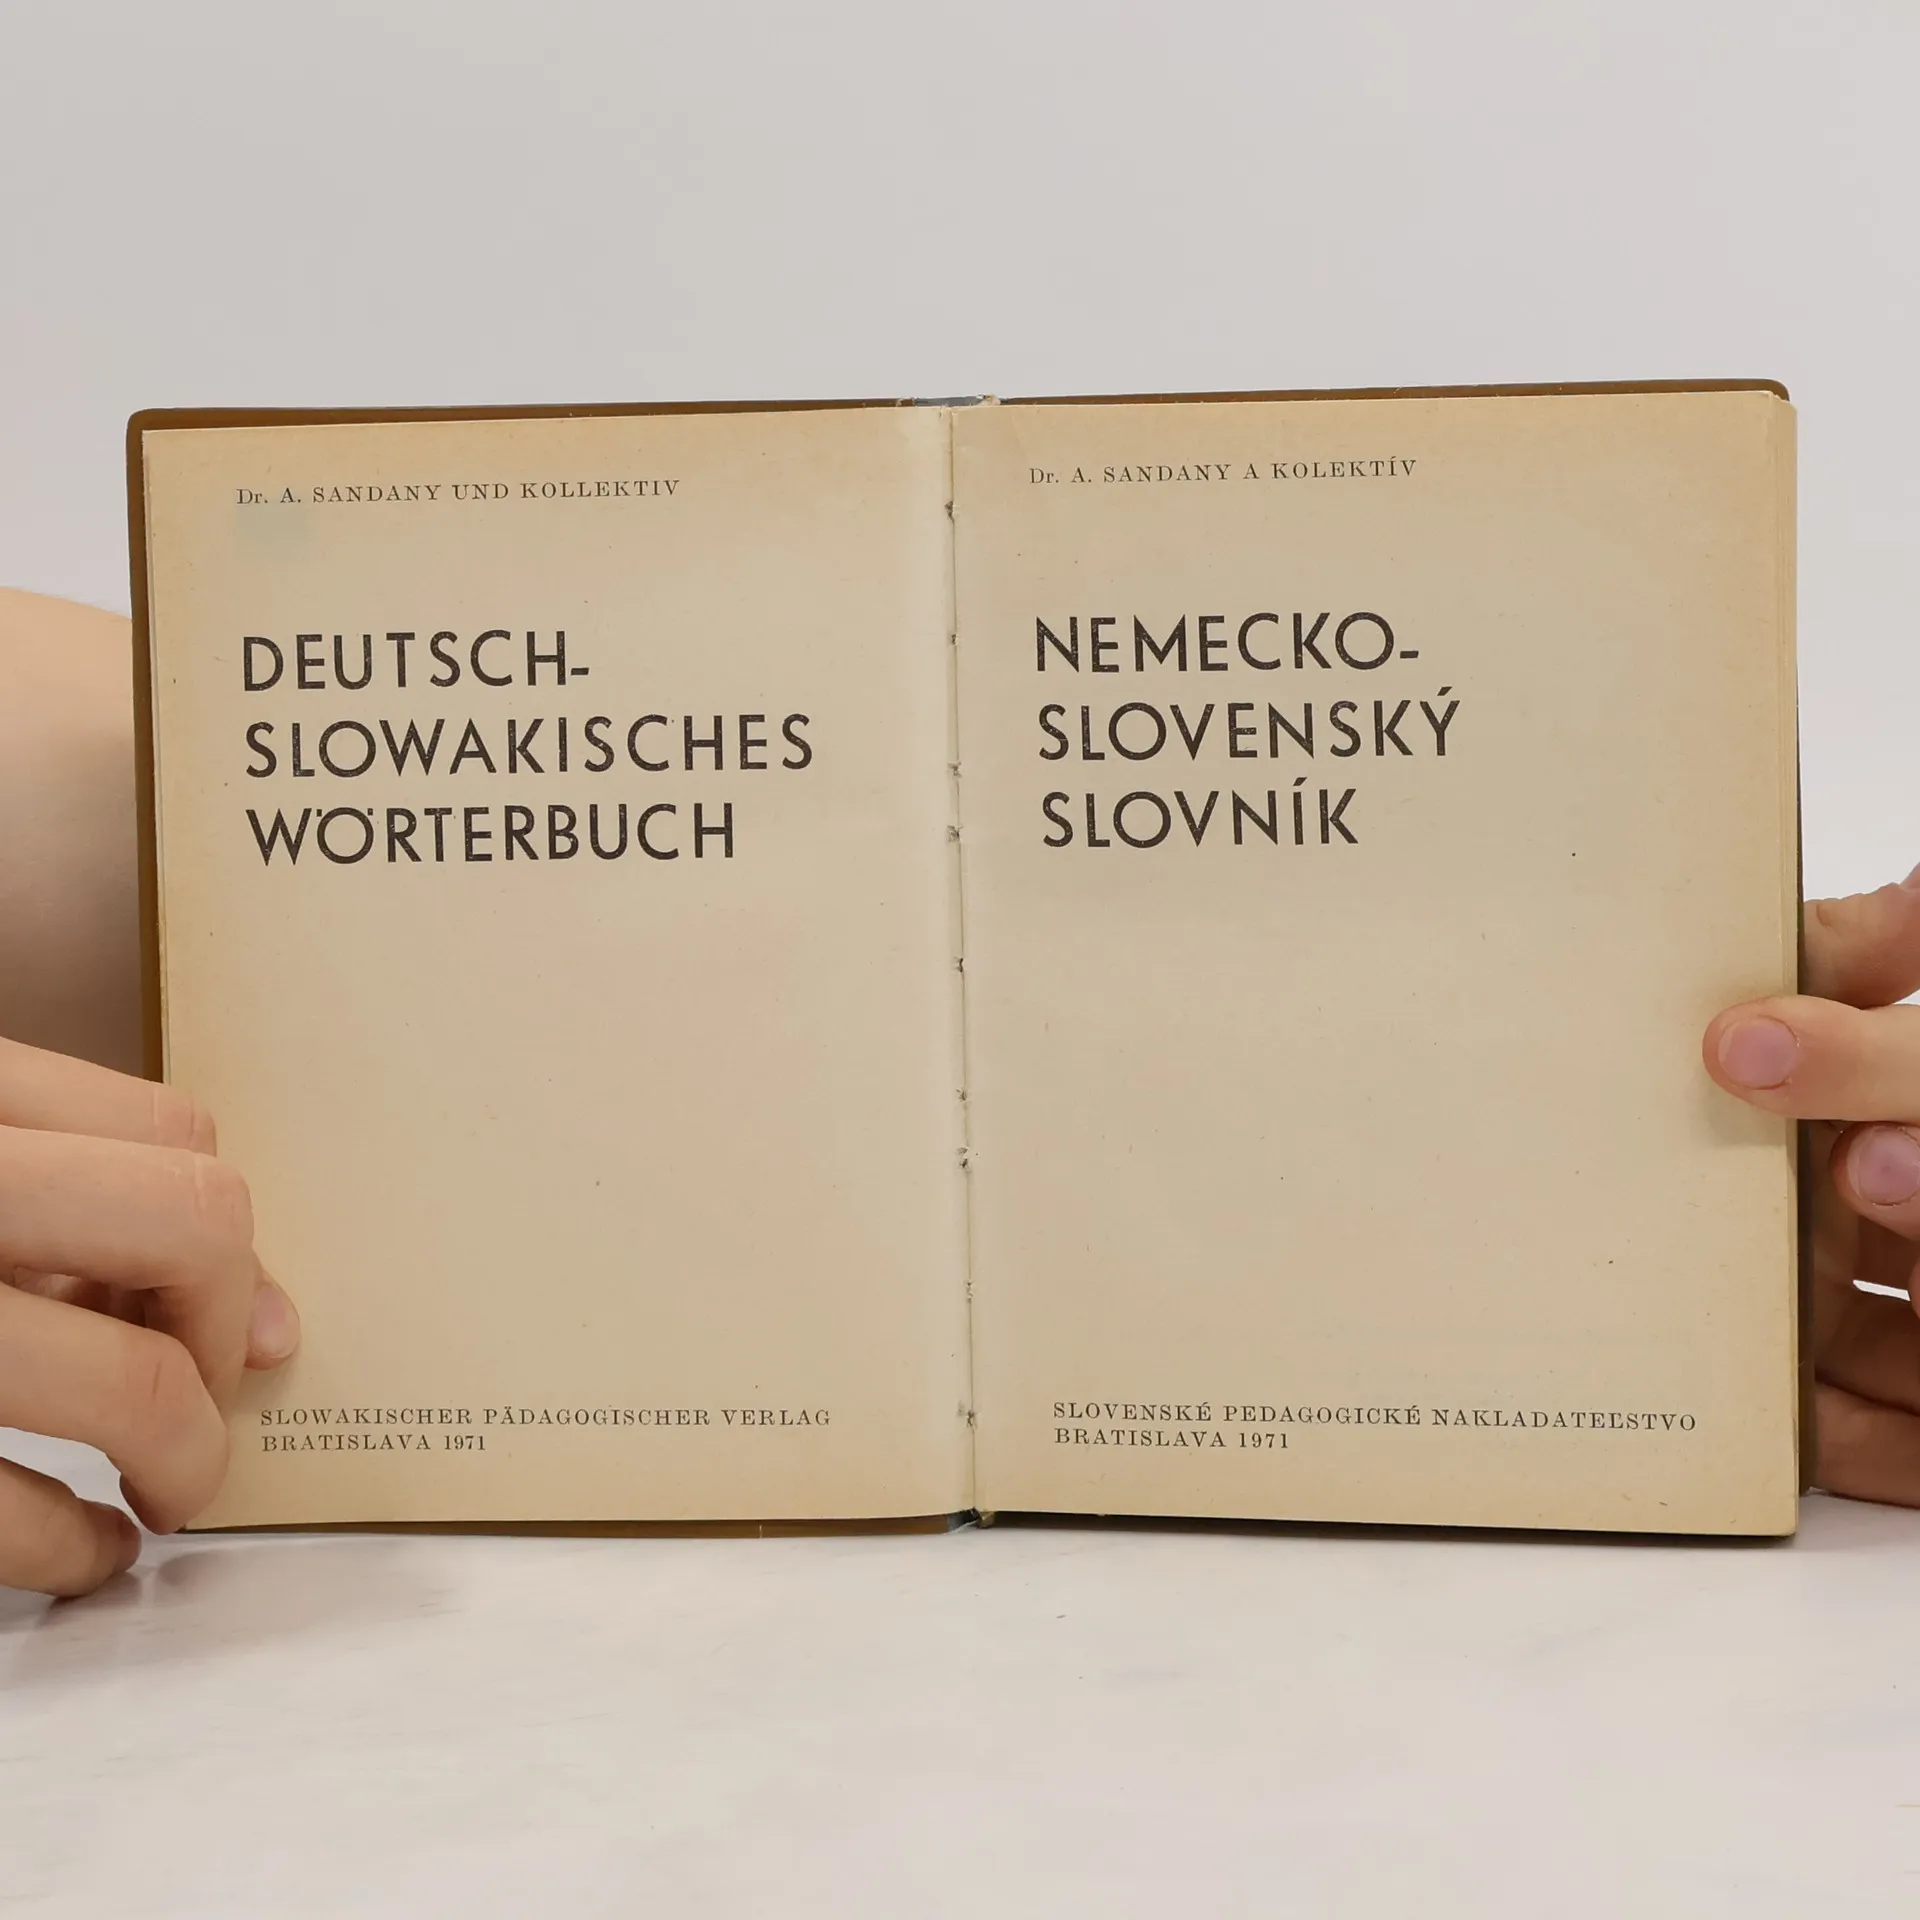 Dr. A. SANDANY UND KOLLEKTIV
DEUTSCH-
SLOWAKISCHES
WÖRTERBUCH
SLOWAKISCHER PÄDAGOGISCHER VERLAG
BRATISLAVA 1971
Dr. A. SANDANY A KOLEKTÍV
NEMECKO-
SLOVENSKÝ
SLOVNÍK
SLOVENSKÉ PEDAGOGICKÉ NAKLADATEĽSTVO
BRATISLAVA 1971